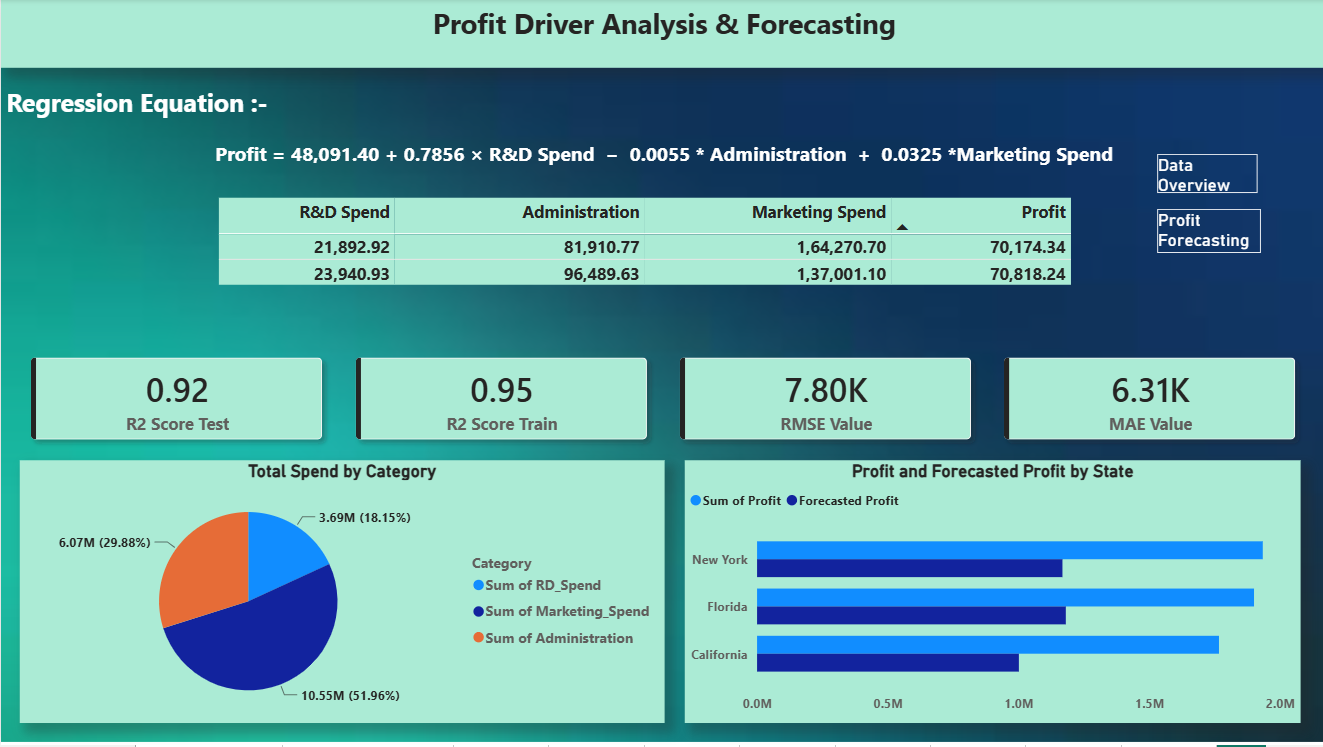 Profit Driver Analysis & Forecasting
Regression Equation :-
Profit = 48,091.40 + 0.7856 × R&D Spend – 0.0055 * Administration + 0.0325 *Marketing Spend
Data
Overview
Profit
Forecasting
R&D Spend Administration Marketing Spend Profit
21,892.92 81,910.77 1,64,270.70 70,174.34
23,940.93 96,489.63 1,37,001.10 70,818.24
0.92
R2 Score Test
0.95
R2 Score Train
7.80K
RMSE Value
6.31K
MAE Value
Total Spend by Category
3.69M (18.15%)
6.07M (29.88%)
10.55M (51.96%)
Category
Sum of RD_Spend
Sum of Marketing_Spend
Sum of Administration
Profit and Forecasted Profit by State
Sum of Profit Forecasted Profit
New York
Florida
California
0.0M 0.5M 1.0M 1.5M 2.0M